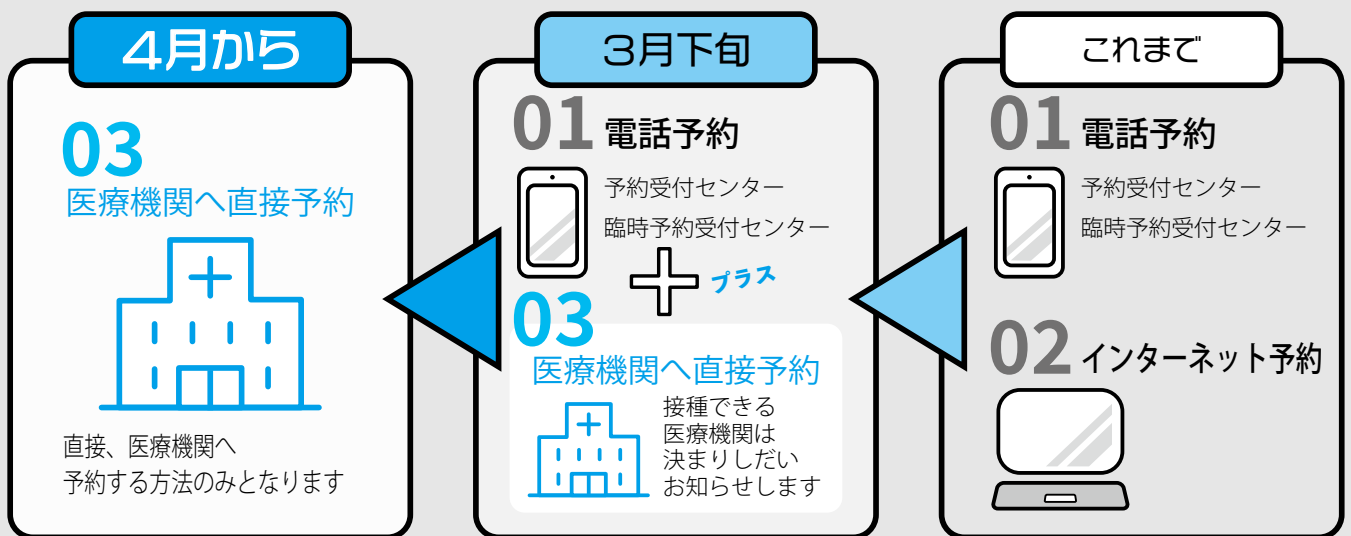 これまで
01 電話予約
予約受付センター
臨時予約受付センター
02 インターネット予約
3月下旬
01 電話予約
予約受付センター
臨時予約受付センター
プラス
03
医療機関へ直接予約
接種できる
医療機関は
決まりしだい
お知らせします
4月から
03
医療機関へ直接予約
直接、医療機関へ
予約する方法のみとなります